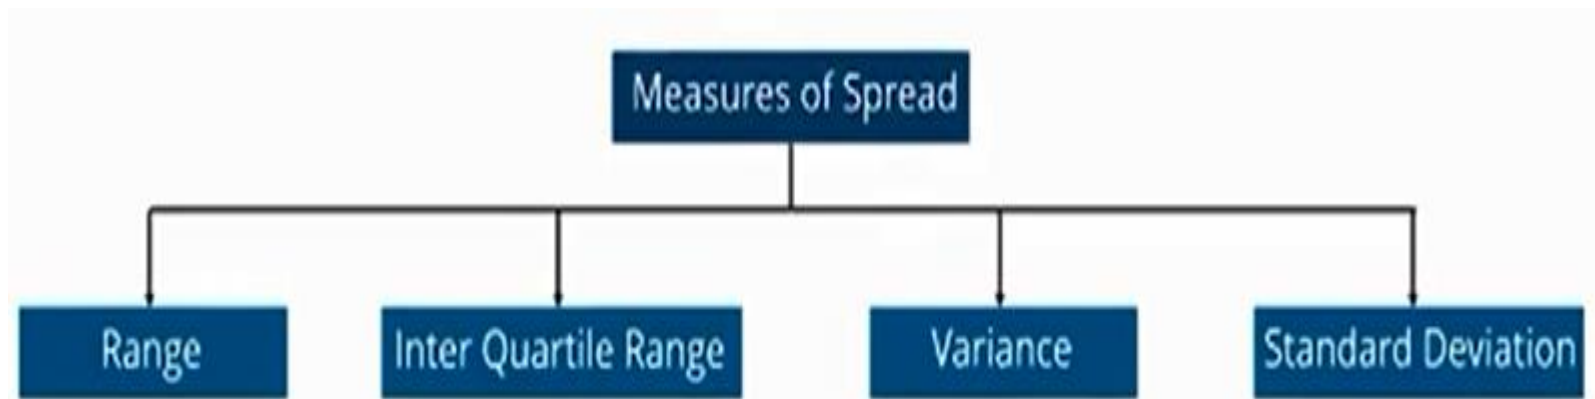 Measures of Spread
Range
Inter Quartile Range
Variance
Standard Deviation